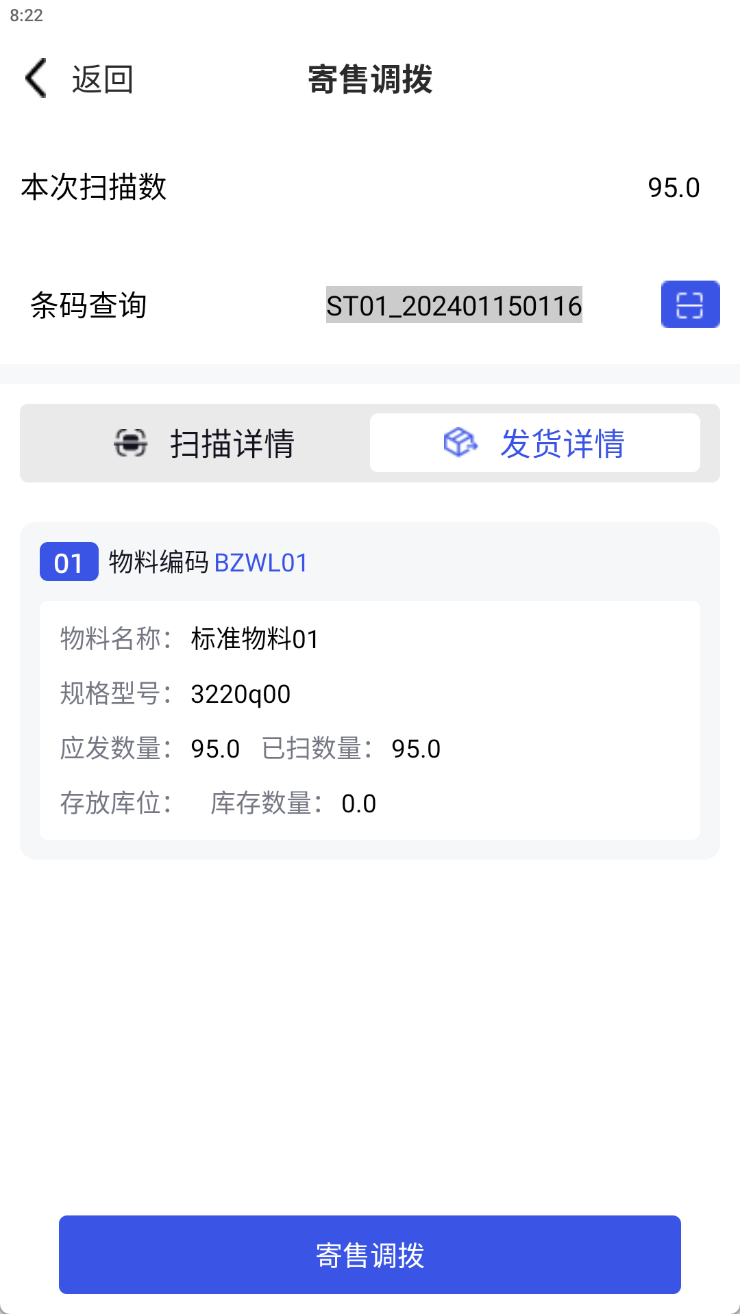 8:22
返回 寄售调拨
本次扫描数 95.0
条码查询 ST01_202401150116
扫描详情 发货详情
01 物料编码 BZWL01
物料名称： 标准物料01
规格型号： 3220q00
应发数量： 95.0 已扫数量： 95.0
存放库位： 库存数量： 0.0
寄售调拨